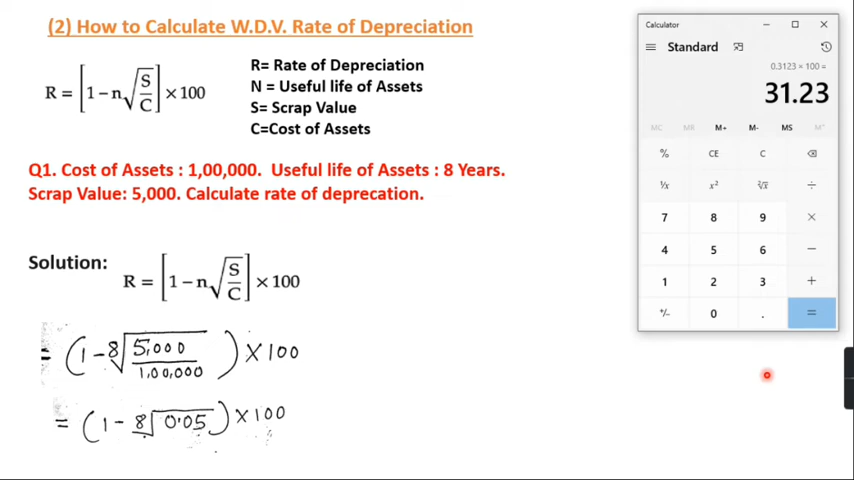 (2) How to Calculate W.D.V. Rate of Depreciation
R = [1 − n√S/C] × 100
R= Rate of Depreciation
N = Useful life of Assets
S= Scrap Value
C=Cost of Assets
Q1. Cost of Assets : 1,00,000. Useful life of Assets : 8 Years.
Scrap Value: 5,000. Calculate rate of deprecation.
Solution:
R = [1 − n√S/C] × 100
= (1 − 8√5,000/1,00,000) × 100
= (1 − 8√0.05) × 100
Calculator
Standard
0.3123 × 100 =
31.23
MC MR M+ M- MS M˅
% CE C
¹/x x² ²√x ÷
7 8 9 ×
4 5 6 −
1 2 3 +
+/- 0 . =